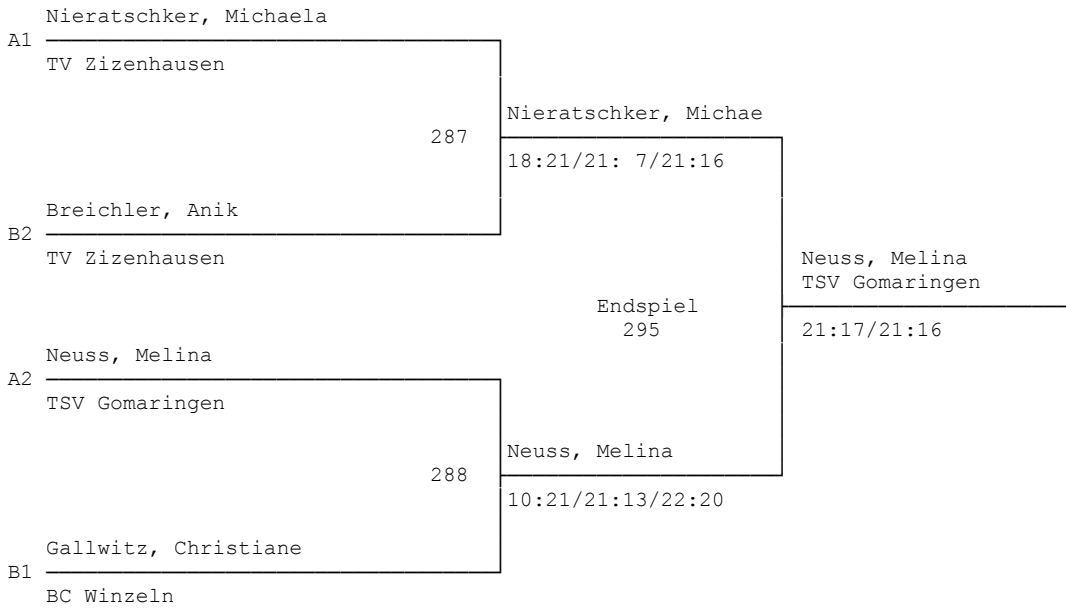 Nieratschker, Michaela
A1
TV Zizenhausen
Nieratschker, Michae
287
18:21/21: 7/21:16
Breichler, Anik
B2
TV Zizenhausen
Neuss, Melina
TSV Gomaringen
Endspiel
295
21:17/21:16
Neuss, Melina
A2
TSV Gomaringen
Neuss, Melina
288
10:21/21:13/22:20
Gallwitz, Christiane
B1
BC Winzeln